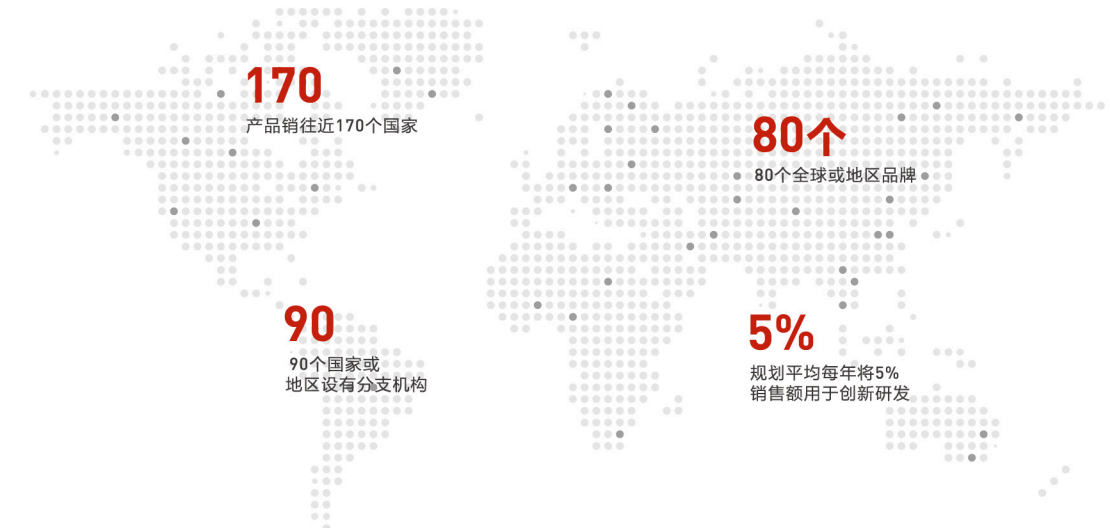 170
产品销往近170个国家
80个
80个全球或地区品牌
90
90个国家或
地区设有分支机构
5%
规划平均每年将5%
销售额用于创新研发